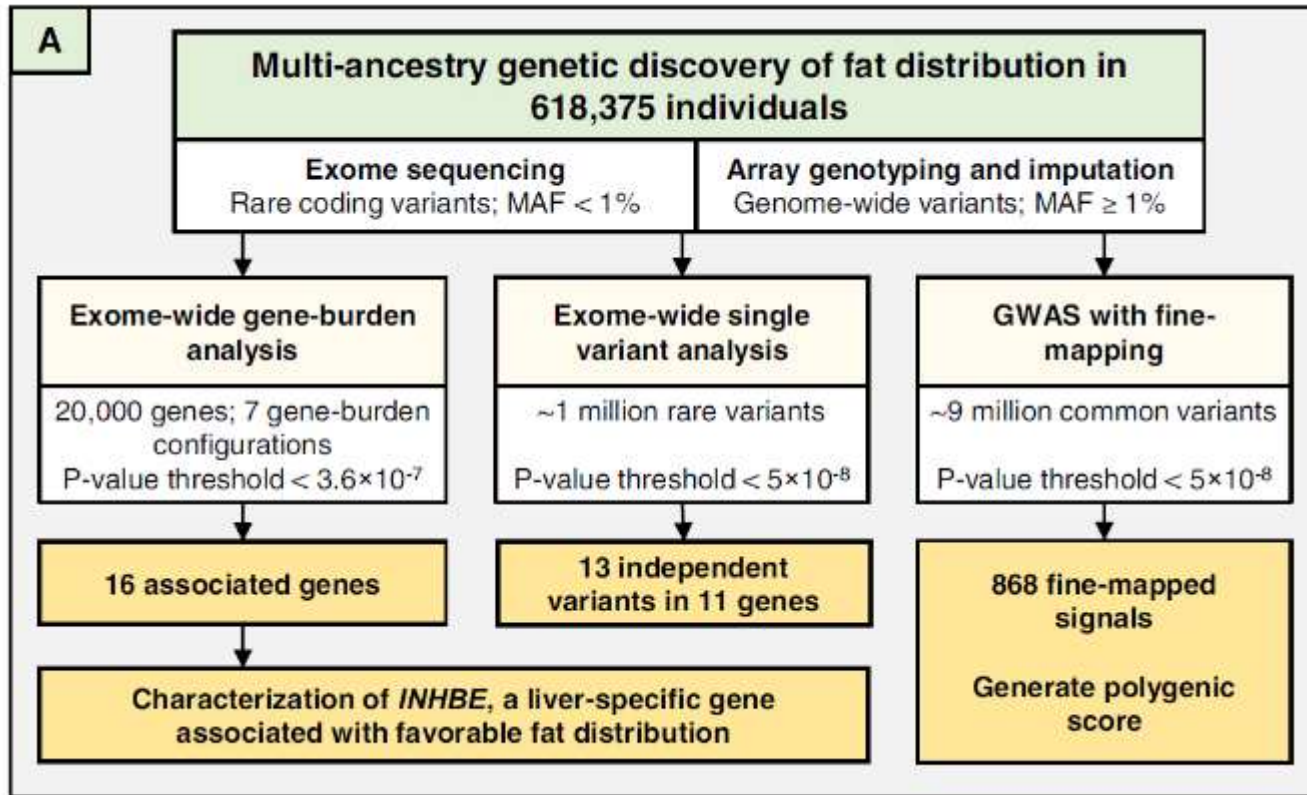 A
Multi-ancestry genetic discovery of fat distribution in
618,375 individuals
Exome sequencing
Rare coding variants; MAF < 1%
Array genotyping and imputation
Genome-wide variants; MAF ≥ 1%
Exome-wide gene-burden
analysis
20,000 genes; 7 gene-burden
configurations
P-value threshold < 3.6×10⁻⁷
Exome-wide single
variant analysis
~1 million rare variants
P-value threshold < 5×10⁻⁸
GWAS with fine-
mapping
~9 million common variants
P-value threshold < 5×10⁻⁸
16 associated genes
13 independent
variants in 11 genes
868 fine-mapped
signals
Generate polygenic
score
Characterization of INHBE, a liver-specific gene
associated with favorable fat distribution